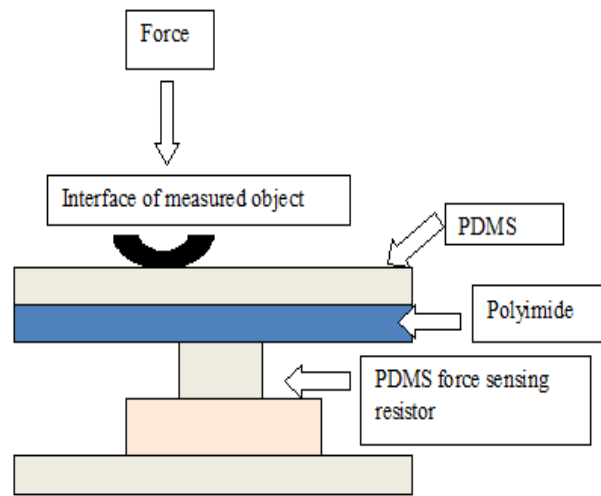 Force
Interface of measured object
PDMS
Polyimide
PDMS force sensing
resistor